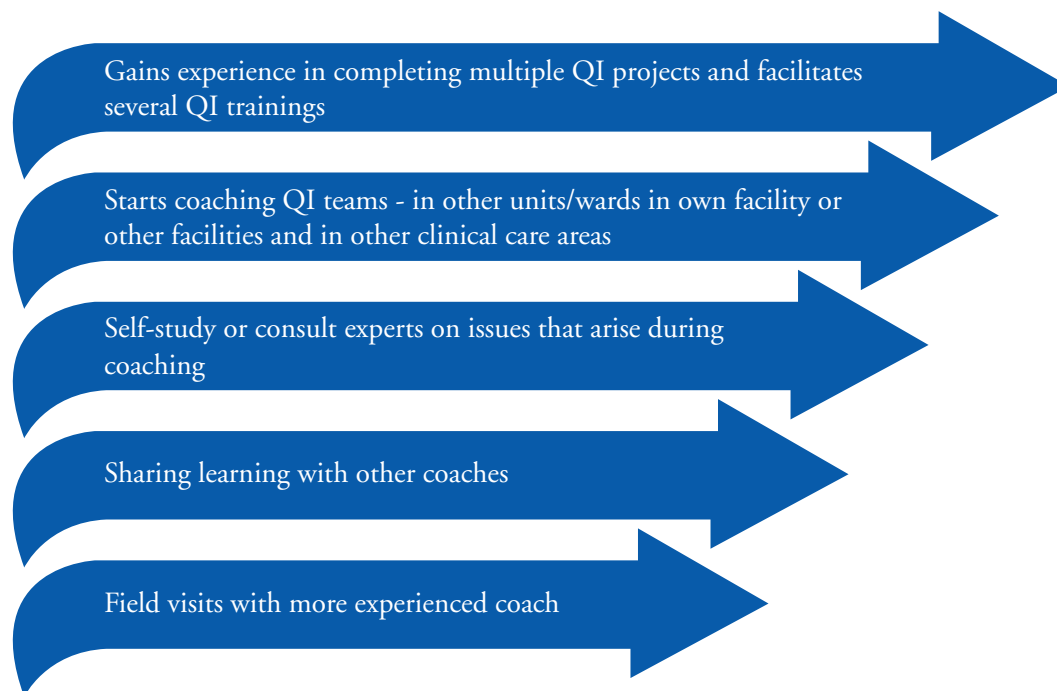 Gains experience in completing multiple QI projects and facilitates
several QI trainings
Starts coaching QI teams - in other units/wards in own facility or
other facilities and in other clinical care areas
Self-study or consult experts on issues that arise during
coaching
Sharing learning with other coaches
Field visits with more experienced coach